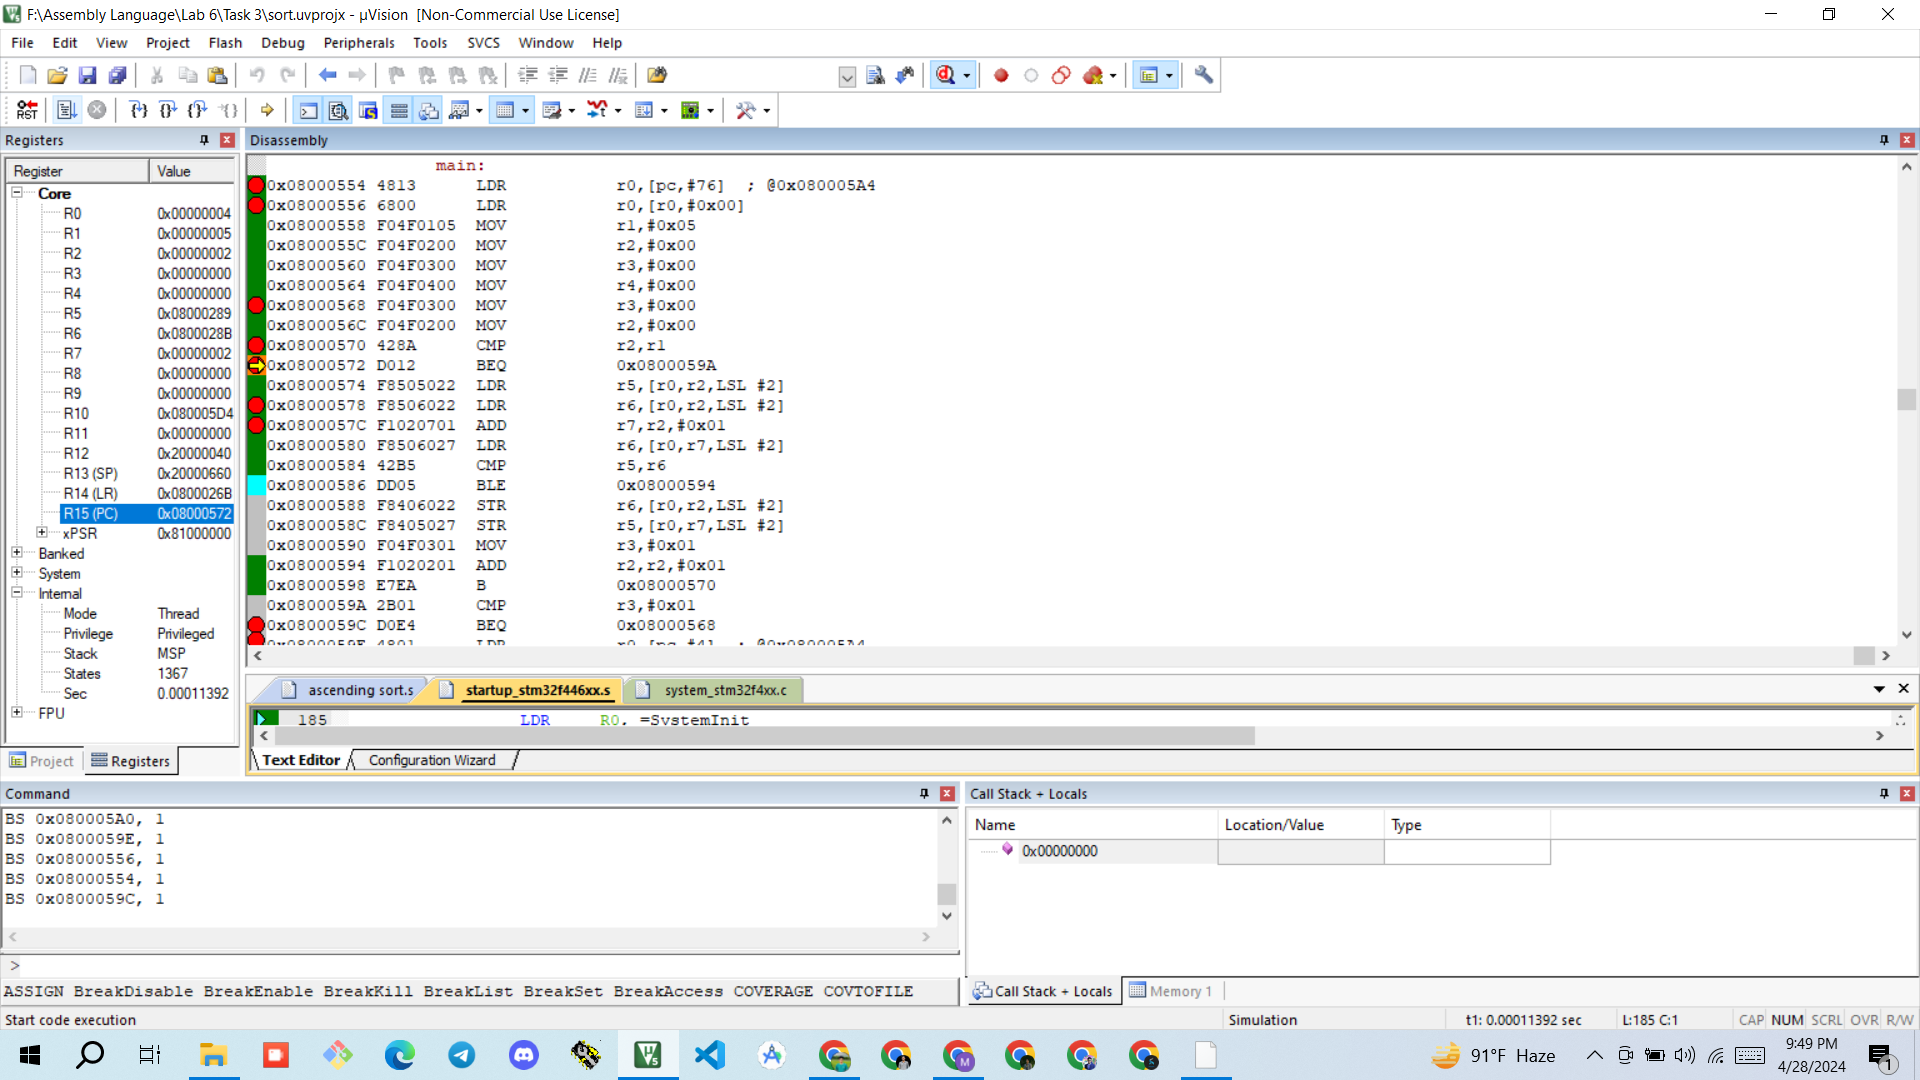 F:\Assembly Language\Lab 6\Task 3\sort.uvprojx - µVision [Non-Commercial Use License]
File Edit View Project Flash Debug Peripherals Tools SVCS Window Help
Registers
Register Value
Core
R0 0x00000004
R1 0x00000005
R2 0x00000002
R3 0x00000000
R4 0x00000000
R5 0x08000289
R6 0x0800028B
R7 0x00000002
R8 0x00000000
R9 0x00000000
R10 0x080005D4
R11 0x00000000
R12 0x20000040
R13 (SP) 0x20000660
R14 (LR) 0x0800026B
R15 (PC) 0x08000572
xPSR 0x81000000
Banked
System
Internal
Mode Thread
Privilege Privileged
Stack MSP
States 1367
Sec 0.00011392
FPU
Project Registers
Disassembly
main:
0x08000554 4813 LDR r0,[pc,#76] ; @0x080005A4
0x08000556 6800 LDR r0,[r0,#0x00]
0x08000558 F04F0105 MOV r1,#0x05
0x0800055C F04F0200 MOV r2,#0x00
0x08000560 F04F0300 MOV r3,#0x00
0x08000564 F04F0400 MOV r4,#0x00
0x08000568 F04F0300 MOV r3,#0x00
0x0800056C F04F0200 MOV r2,#0x00
0x08000570 428A CMP r2,r1
0x08000572 D012 BEQ 0x0800059A
0x08000574 F8505022 LDR r5,[r0,r2,LSL #2]
0x08000578 F8506022 LDR r6,[r0,r2,LSL #2]
0x0800057C F1020701 ADD r7,r2,#0x01
0x08000580 F8506027 LDR r6,[r0,r7,LSL #2]
0x08000584 42B5 CMP r5,r6
0x08000586 DD05 BLE 0x08000594
0x08000588 F8406022 STR r6,[r0,r2,LSL #2]
0x0800058C F8405027 STR r5,[r0,r7,LSL #2]
0x08000590 F04F0301 MOV r3,#0x01
0x08000594 F1020201 ADD r2,r2,#0x01
0x08000598 E7EA B 0x08000570
0x0800059A 2B01 CMP r3,#0x01
0x0800059C D0E4 BEQ 0x08000568
0x0800059E 4801 LDR r0,[pc,#4] ; @0x080005A4
ascending sort.s startup_stm32f446xx.s system_stm32f4xx.c
185 LDR R0, =SystemInit
Text Editor Configuration Wizard
Command
BS 0x080005A0, 1
BS 0x0800059E, 1
BS 0x08000556, 1
BS 0x08000554, 1
BS 0x0800059C, 1
>
ASSIGN BreakDisable BreakEnable BreakKill BreakList BreakSet BreakAccess COVERAGE COVTOFILE
Call Stack + Locals
Name Location/Value Type
0x00000000
Call Stack + Locals Memory 1
Start code execution Simulation t1: 0.00011392 sec L:185 C:1 CAP NUM SCRL OVR R/W
91°F Haze
9:49 PM
4/28/2024
1